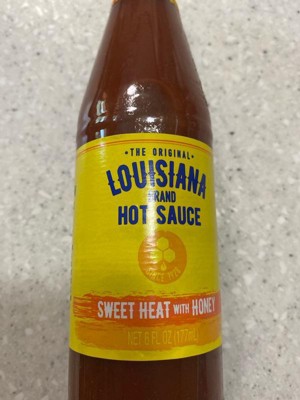 •THE ORIGINAL•
LOUISIANA
BRAND
HOT SAUCE
SWEET HEAT WITH HONEY
NET 6 FL OZ (177mL)